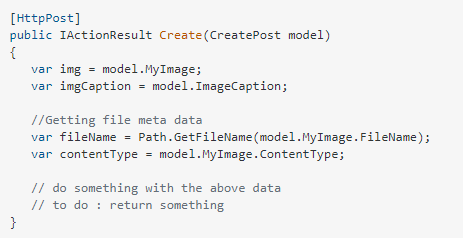 [HttpPost]
public IActionResult Create(CreatePost model)
{
var img = model.MyImage;
var imgCaption = model.ImageCaption;
//Getting file meta data
var fileName = Path.GetFileName(model.MyImage.FileName);
var contentType = model.MyImage.ContentType;
// do something with the above data
// to do : return something
}